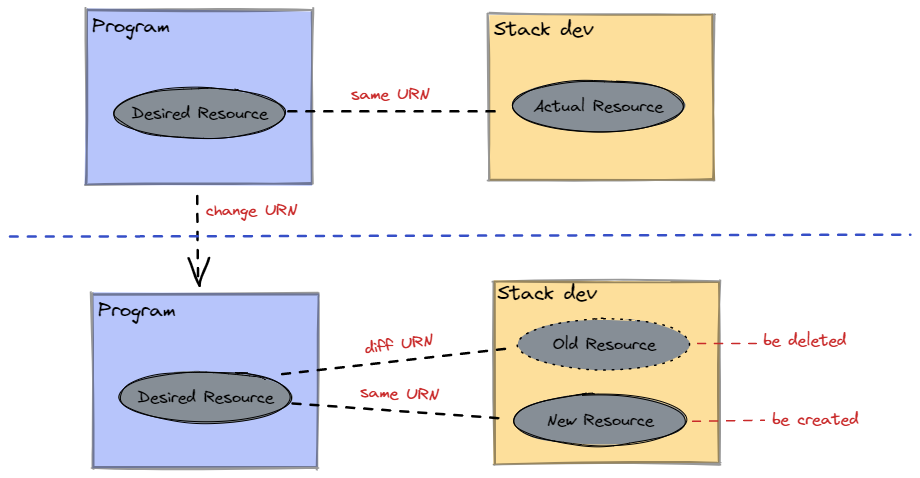 Program
Stack dev
same URN
Desired Resource
Actual Resource
change URN
Program
Stack dev
diff URN
Old Resource
be deleted
Desired Resource
same URN
New Resource
be created